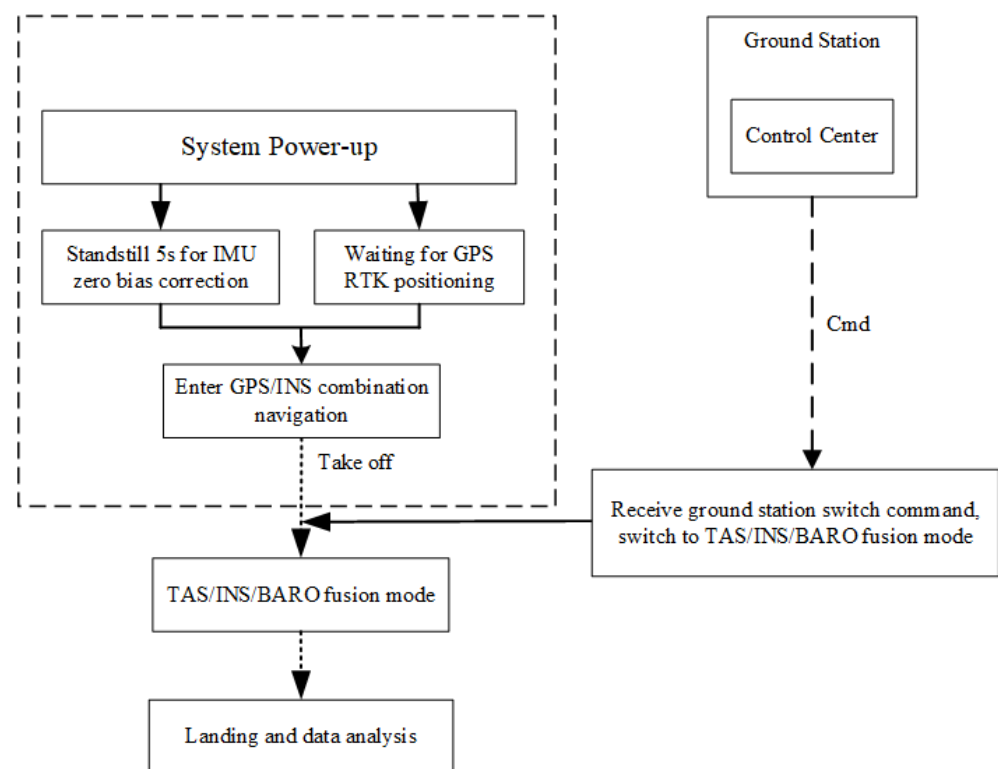 System Power-up
Standstill 5s for IMU
zero bias correction
Waiting for GPS
RTK positioning
Enter GPS/INS combination
navigation
Take off
Ground Station
Control Center
Cmd
Receive ground station switch command,
switch to TAS/INS/BARO fusion mode
TAS/INS/BARO fusion mode
Landing and data analysis